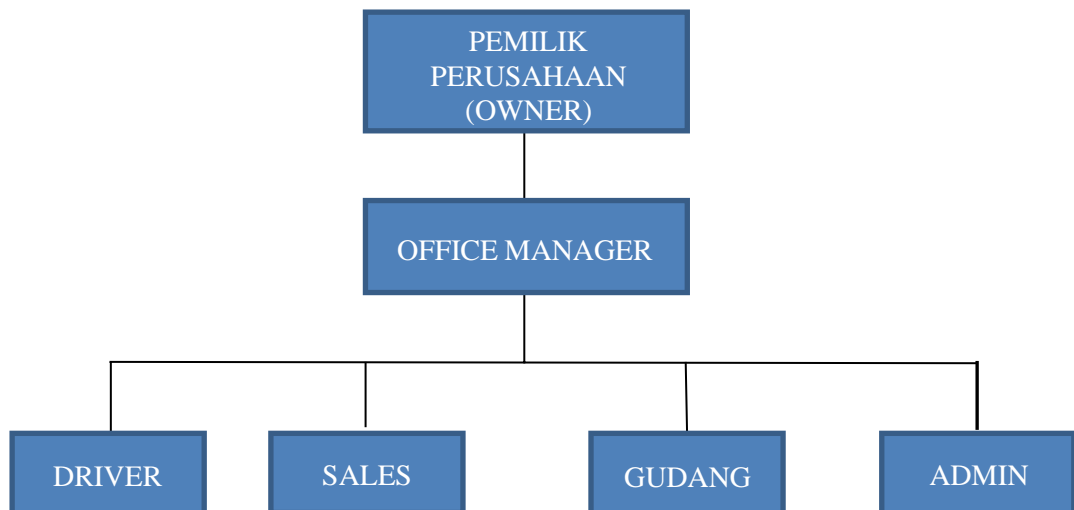 PEMILIK
PERUSAHAAN
(OWNER)
OFFICE MANAGER
DRIVER
SALES
GUDANG
ADMIN